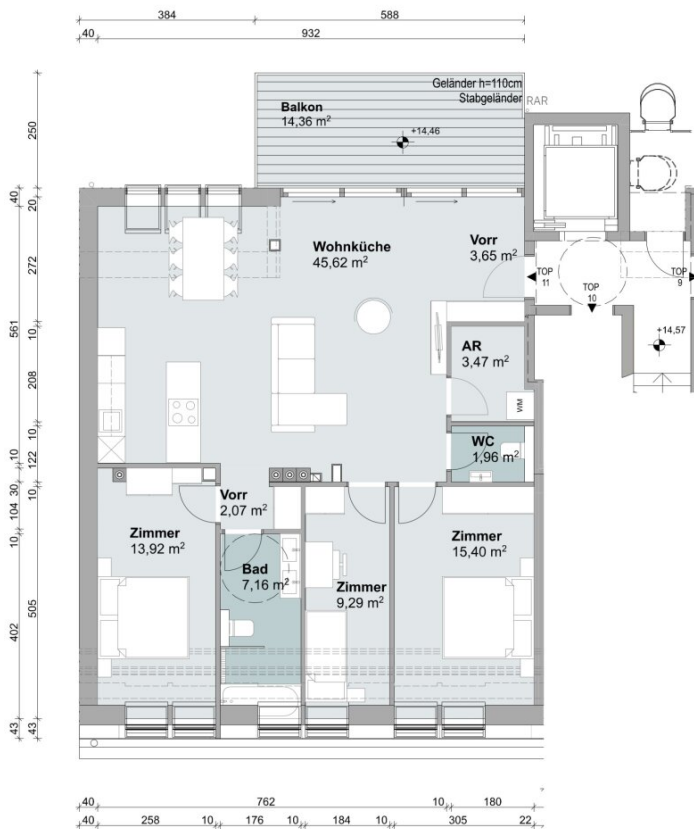 384
588
40
932
Geländer h=110cm
Stabgeländer
RAR
Balkon
14,36 m²
+14,46
250
40
20
272
561
10
208
10
122
10
30
10
104
10
505
402
43
43
Wohnküche
45,62 m²
Vorr
3,65 m²
TOP
11
TOP
10
TOP
9
+14,57
AR
3,47 m²
WM
WC
1,96 m²
Vorr
2,07 m²
Zimmer
13,92 m²
Bad
7,16 m²
Zimmer
9,29 m²
Zimmer
15,40 m²
40
762
10
180
40
258
10
176
10
184
10
305
22